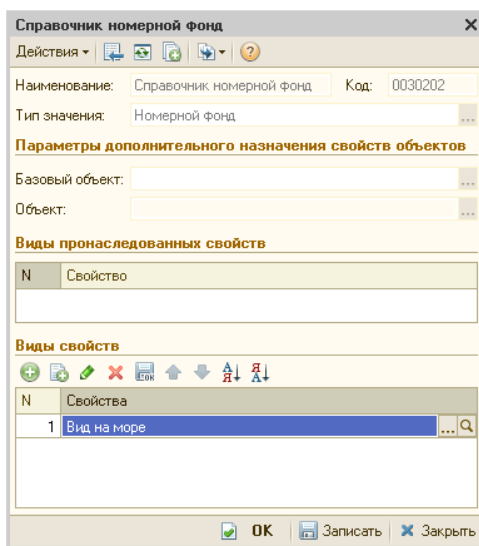 Справочник номерной фонд
Действия
Наименование: Справочник номерной фонд Код: 0030202
Тип значения: Номерной фонд ...
Параметры дополнительного назначения свойств объектов
Базовый объект: ...
Объект: ...
Виды пронаследованных свойств
N Свойство
Виды свойств
N Свойства
1 Вид на море ...
OK Записать Закрыть